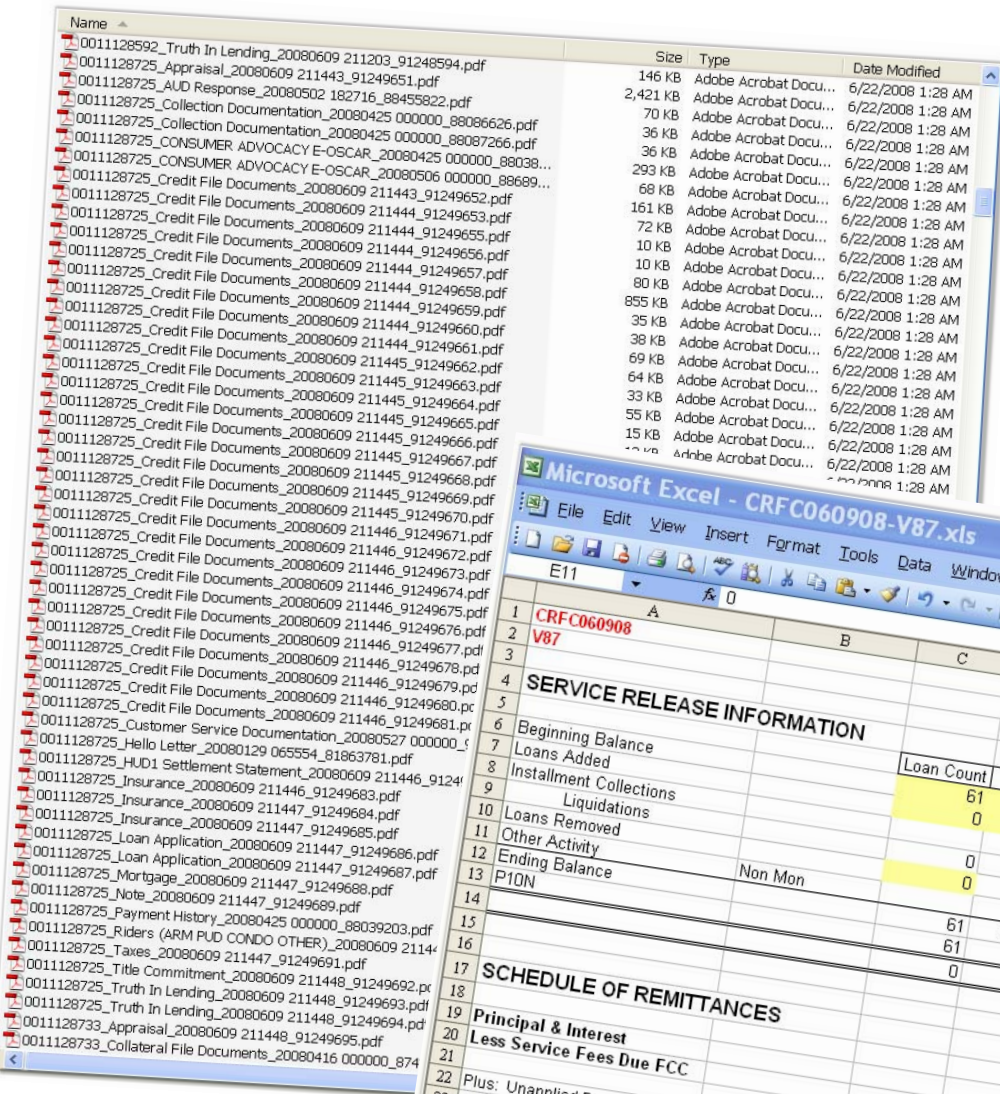 Name Size Type Date Modified
0011128592_Truth In Lending_20080609 211203_91248594.pdf 146 KB Adobe Acrobat Docu... 6/22/2008 1:28 AM
0011128725_Appraisal_20080609 211443_91249651.pdf 2,421 KB Adobe Acrobat Docu... 6/22/2008 1:28 AM
0011128725_AUD Response_20080502 182716_88455822.pdf 70 KB Adobe Acrobat Docu... 6/22/2008 1:28 AM
0011128725_Collection Documentation_20080425 000000_88086626.pdf 36 KB Adobe Acrobat Docu... 6/22/2008 1:28 AM
0011128725_Collection Documentation_20080425 000000_88087266.pdf 36 KB Adobe Acrobat Docu... 6/22/2008 1:28 AM
0011128725_CONSUMER ADVOCACY E-OSCAR_20080425 000000_88038... 293 KB Adobe Acrobat Docu... 6/22/2008 1:28 AM
0011128725_CONSUMER ADVOCACY E-OSCAR_20080506 000000_88689... 68 KB Adobe Acrobat Docu... 6/22/2008 1:28 AM
0011128725_Credit File Documents_20080609 211443_91249652.pdf 161 KB Adobe Acrobat Docu... 6/22/2008 1:28 AM
0011128725_Credit File Documents_20080609 211444_91249653.pdf 72 KB Adobe Acrobat Docu... 6/22/2008 1:28 AM
0011128725_Credit File Documents_20080609 211444_91249655.pdf 10 KB Adobe Acrobat Docu... 6/22/2008 1:28 AM
0011128725_Credit File Documents_20080609 211444_91249656.pdf 10 KB Adobe Acrobat Docu... 6/22/2008 1:28 AM
0011128725_Credit File Documents_20080609 211444_91249657.pdf 80 KB Adobe Acrobat Docu... 6/22/2008 1:28 AM
0011128725_Credit File Documents_20080609 211444_91249658.pdf 855 KB Adobe Acrobat Docu... 6/22/2008 1:28 AM
0011128725_Credit File Documents_20080609 211444_91249659.pdf 35 KB Adobe Acrobat Docu... 6/22/2008 1:28 AM
0011128725_Credit File Documents_20080609 211444_91249660.pdf 38 KB Adobe Acrobat Docu... 6/22/2008 1:28 AM
0011128725_Credit File Documents_20080609 211444_91249661.pdf 69 KB Adobe Acrobat Docu... 6/22/2008 1:28 AM
0011128725_Credit File Documents_20080609 211445_91249662.pdf 64 KB Adobe Acrobat Docu... 6/22/2008 1:28 AM
0011128725_Credit File Documents_20080609 211445_91249663.pdf 33 KB Adobe Acrobat Docu... 6/22/2008 1:28 AM
0011128725_Credit File Documents_20080609 211445_91249664.pdf 55 KB Adobe Acrobat Docu... 6/22/2008 1:28 AM
0011128725_Credit File Documents_20080609 211445_91249665.pdf 15 KB Adobe Acrobat Docu... 6/22/2008 1:28 AM
0011128725_Credit File Documents_20080609 211445_91249666.pdf KB Adobe Acrobat Docu... 6/22/2008 1:28 AM
0011128725_Credit File Documents_20080609 211445_91249667.pdf
0011128725_Credit File Documents_20080609 211445_91249668.pdf
0011128725_Credit File Documents_20080609 211445_91249669.pdf
0011128725_Credit File Documents_20080609 211445_91249670.pdf
0011128725_Credit File Documents_20080609 211446_91249671.pdf
0011128725_Credit File Documents_20080609 211446_91249672.pdf
0011128725_Credit File Documents_20080609 211446_91249673.pdf
0011128725_Credit File Documents_20080609 211446_91249674.pdf
0011128725_Credit File Documents_20080609 211446_91249675.pdf
0011128725_Credit File Documents_20080609 211446_91249676.pdf
0011128725_Credit File Documents_20080609 211446_91249677.pdf
0011128725_Credit File Documents_20080609 211446_91249678.pd
0011128725_Credit File Documents_20080609 211446_91249679.pd
0011128725_Credit File Documents_20080609 211446_91249680.pc
0011128725_Credit File Documents_20080609 211446_91249681.pc
0011128725_Customer Service Documentation_20080527 000000_
0011128725_Hello Letter_20080129 065554_81863781.pdf
0011128725_HUD1 Settlement Statement_20080609 211446_9124
0011128725_Insurance_20080609 211446_91249683.pdf
0011128725_Insurance_20080609 211447_91249684.pdf
0011128725_Insurance_20080609 211447_91249685.pdf
0011128725_Loan Application_20080609 211447_91249686.pdf
0011128725_Loan Application_20080609 211447_91249687.pdf
0011128725_Mortgage_20080609 211447_91249688.pdf
0011128725_Note_20080609 211447_91249689.pdf
0011128725_Payment History_20080425 000000_88039203.pdf
0011128725_Riders (ARM PUD CONDO OTHER)_20080609 2114
0011128725_Taxes_20080609 211447_91249691.pdf
0011128725_Title Commitment_20080609 211448_91249692.p
0011128725_Truth In Lending_20080609 211448_91249693.pd
0011128725_Truth In Lending_20080609 211448_91249694.pd
0011128733_Appraisal_20080609 211448_91249695.pdf
0011128733_Collateral File Documents_20080416 000000_874
Microsoft Excel - CRFC060908-V87.xls
File Edit View Insert Format Tools Data Window
E11 fx 0
A B C
1 CRFC060908
2 V87
3
4 SERVICE RELEASE INFORMATION
5 Loan Count
6 Beginning Balance 61
7 Loans Added 0
8 Installment Collections
9 Liquidations 0
10 Loans Removed 0
11 Other Activity Non Mon
12 Ending Balance 61
13 P10N 61
14 0
15
16
17 SCHEDULE OF REMITTANCES
18
19 Principal & Interest
20 Less Service Fees Due FCC
21
22 Plus: Unapplied